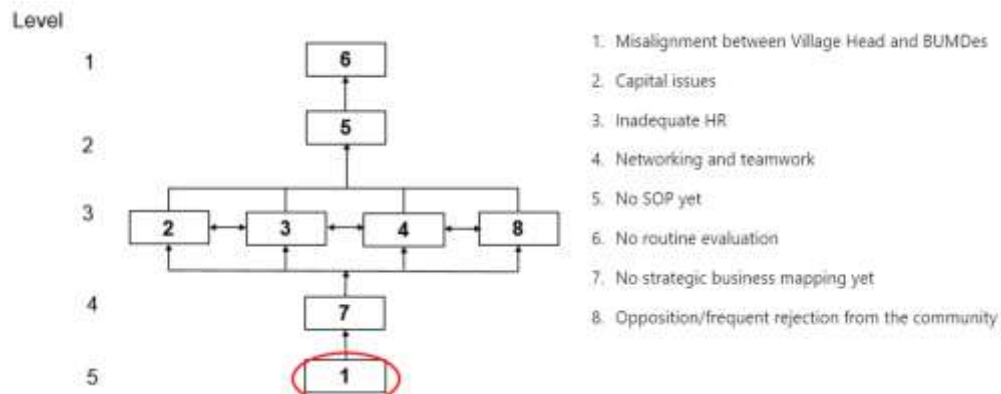 Level
1
6
5
2
3
2
3
4
8
4
7
5
1
1. Misalignment between Village Head and BUMDes
2. Capital issues
3. Inadequate HR
4. Networking and teamwork
5. No SOP yet
6. No routine evaluation
7. No strategic business mapping yet
8. Opposition/frequent rejection from the community